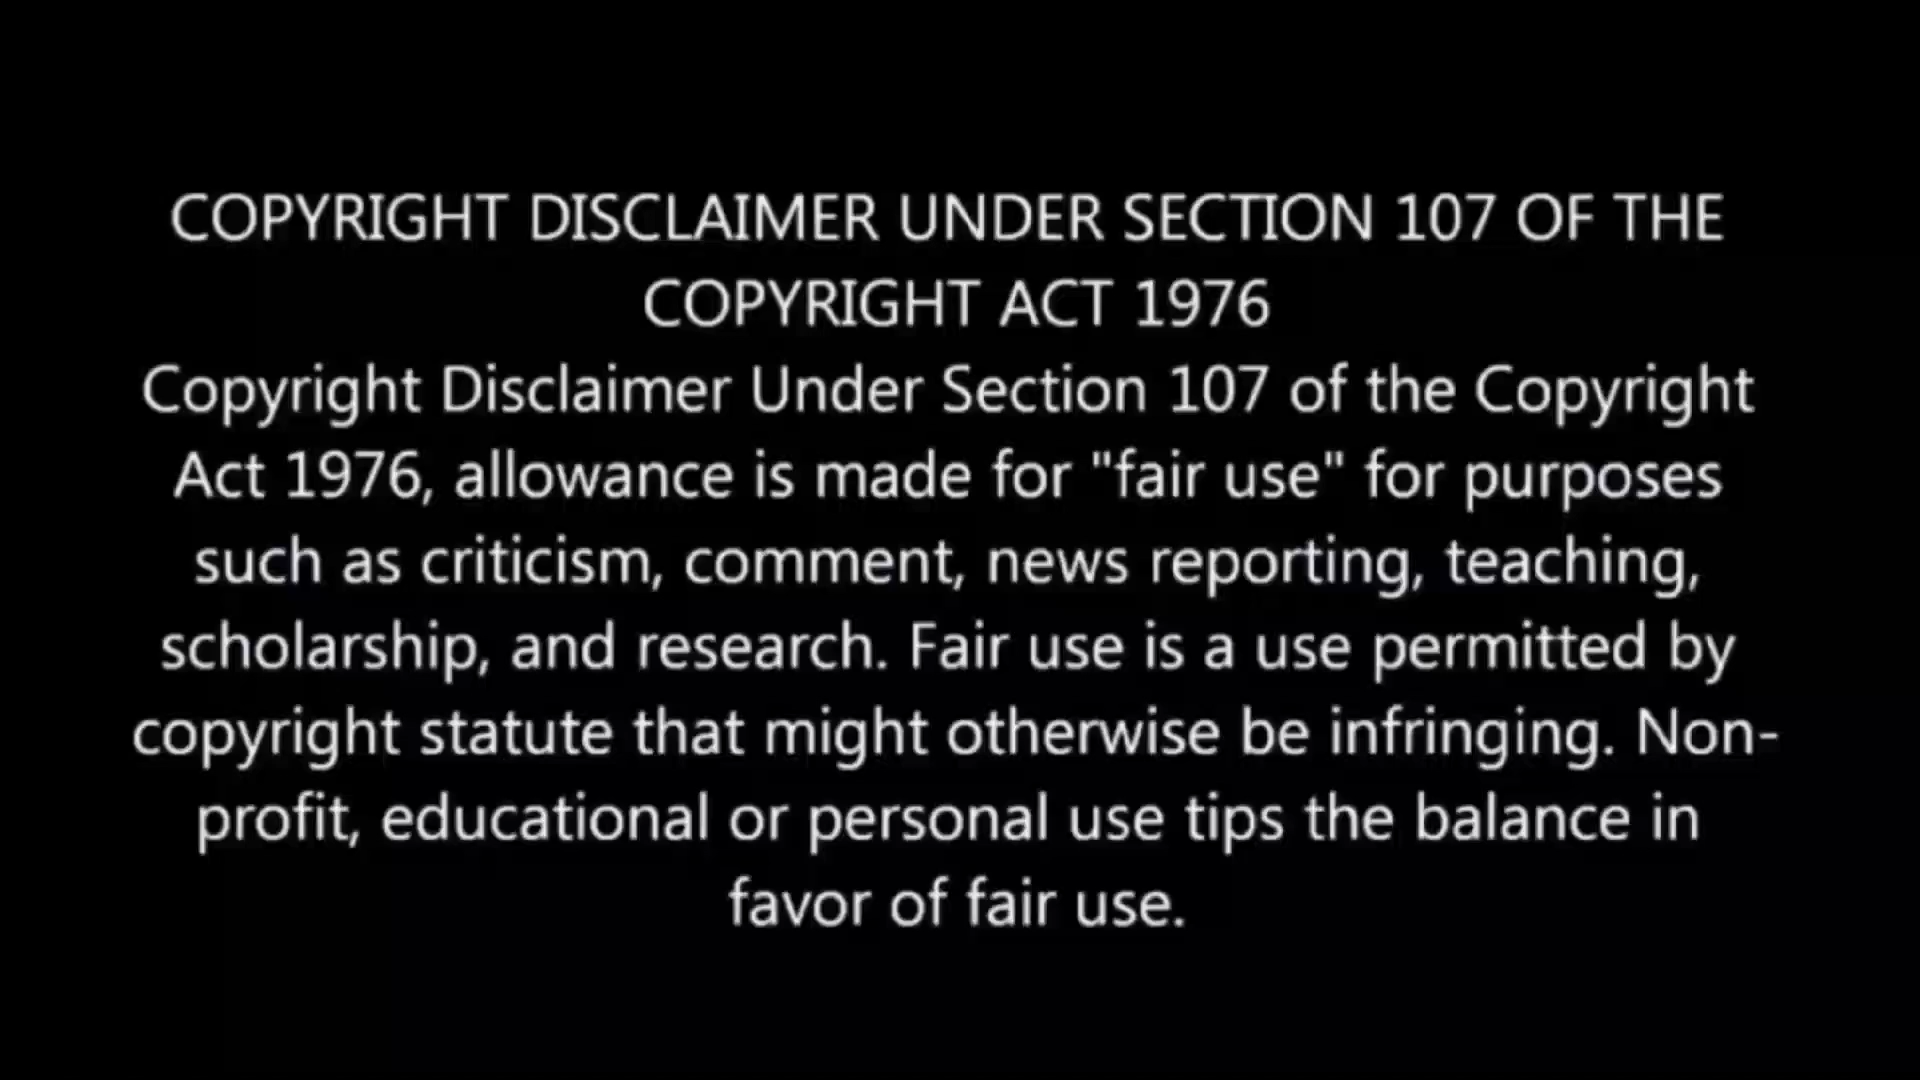 COPYRIGHT DISCLAIMER UNDER SECTION 107 OF THE
COPYRIGHT ACT 1976
Copyright Disclaimer Under Section 107 of the Copyright
Act 1976, allowance is made for "fair use" for purposes
such as criticism, comment, news reporting, teaching,
scholarship, and research. Fair use is a use permitted by
copyright statute that might otherwise be infringing. Non-
profit, educational or personal use tips the balance in
favor of fair use.